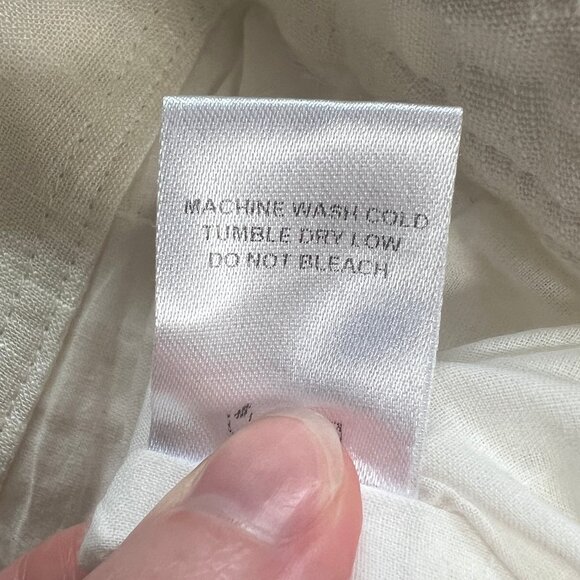 MACHINE WASH COLD
TUMBLE DRY LOW
DO NOT BLEACH